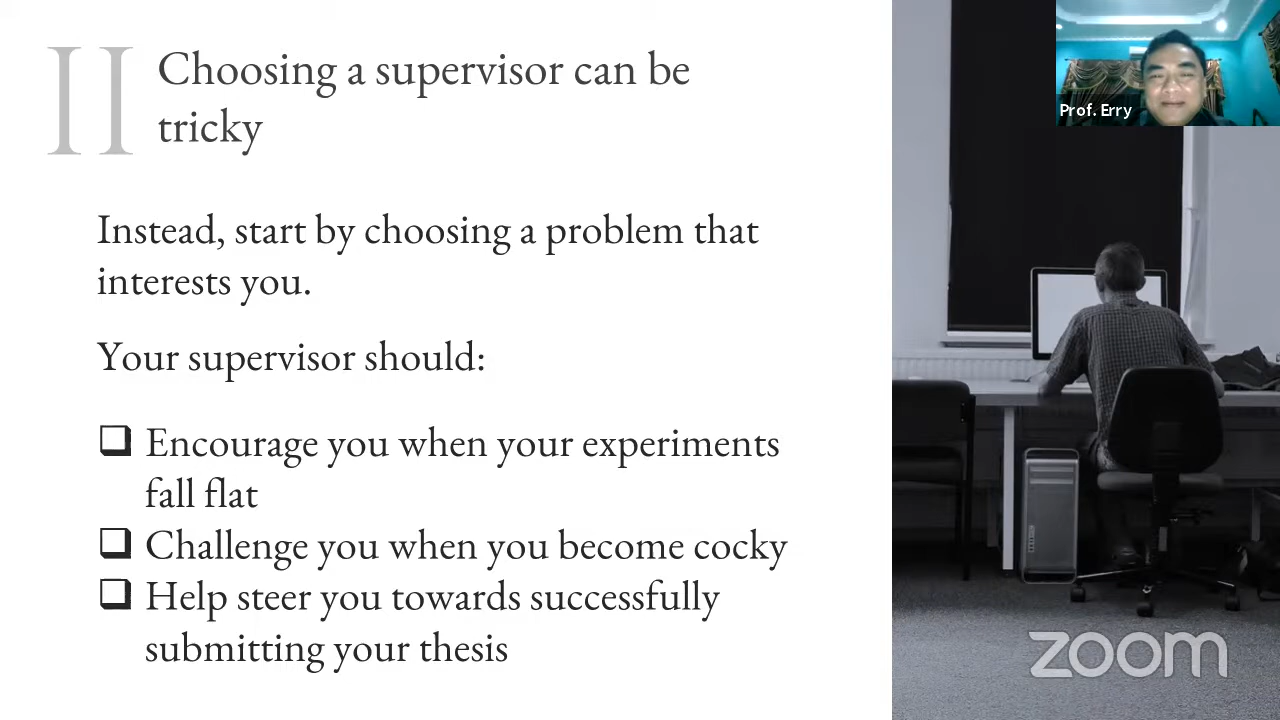 II
Choosing a supervisor can be
tricky
Instead, start by choosing a problem that
interests you.
Your supervisor should:
Encourage you when your experiments
fall flat
Challenge you when you become cocky
Help steer you towards successfully
submitting your thesis
Prof. Erry
zoom